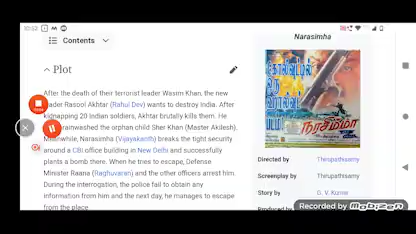 10:52
Contents
Narasimha
Plot
After the death of their terrorist leader Wasim Khan, the new
leader Rasool Akhtar (Rahul Dev) wants to destroy India. After
kidnapping 20 Indian soldiers, Akhtar brutally kills them. He
brainwashed the orphan child Sher Khan (Master Akilesh).
Meanwhile, Narasimha (Vijayakanth) breaks the tight security
around a CBI office building in New Delhi and successfully
plants a bomb there. When he tries to escape, Defense
Minister Raana (Raghuvaran) and the other officers arrest him.
During the interrogation, the police fail to obtain any
information from him and the next day, he manages to escape
from the place
நரசிம்மா
Directed by Thirupathisamy
Screenplay by Thirupathisamy
Story by G. V. Kumar
Produced by
Recorded by Mobizen